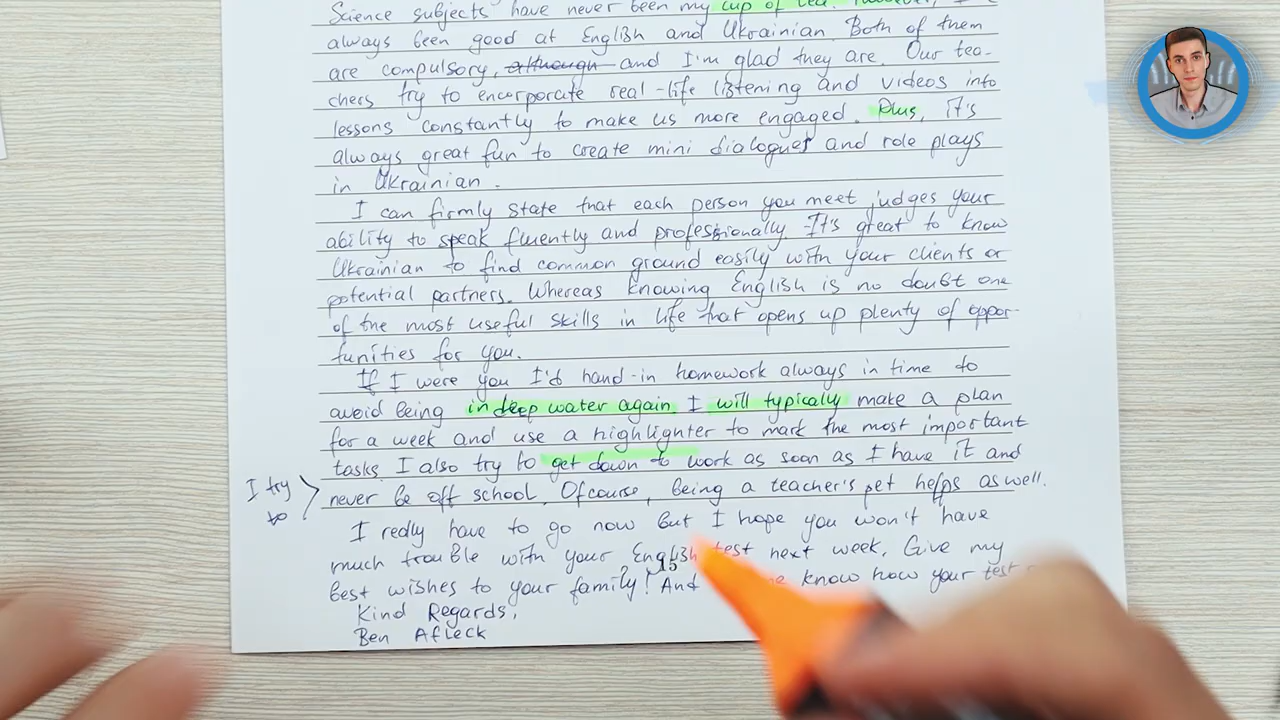 Science subjects have never been my cup of tea. However, I
always been good at English and Ukrainian. Both of them
are compulsory, although and I'm glad they are. Our tea-
chers try to encorporate real-life listening and videos into
lessons constantly to make us more engaged. Plus, it's
always great fun to create mini dialogues and role plays
in Ukrainian.
I can firmly state that each person you meet judges your
ability to speak fluently and professionally. It's great to know
Ukrainian to find common ground easily with your clients or
potential partners. Whereas knowing English is no doubt one
of the most useful skills in life that opens up plenty of oppor-
tunities for you.
If I were you I'd hand-in homework always in time to
avoid being in deep water again. I will typically make a plan
for a week and use a highlighter to mark the most important
tasks. I also try to get down to work as soon as I have it and
I try to
never be off school. Ofcourse, being a teacher's pet helps as well.
I really have to go now but I hope you won't have
much trouble with your English test next week. Give my
best wishes to your family! And know how your test
Kind Regards,
Ben Afleck